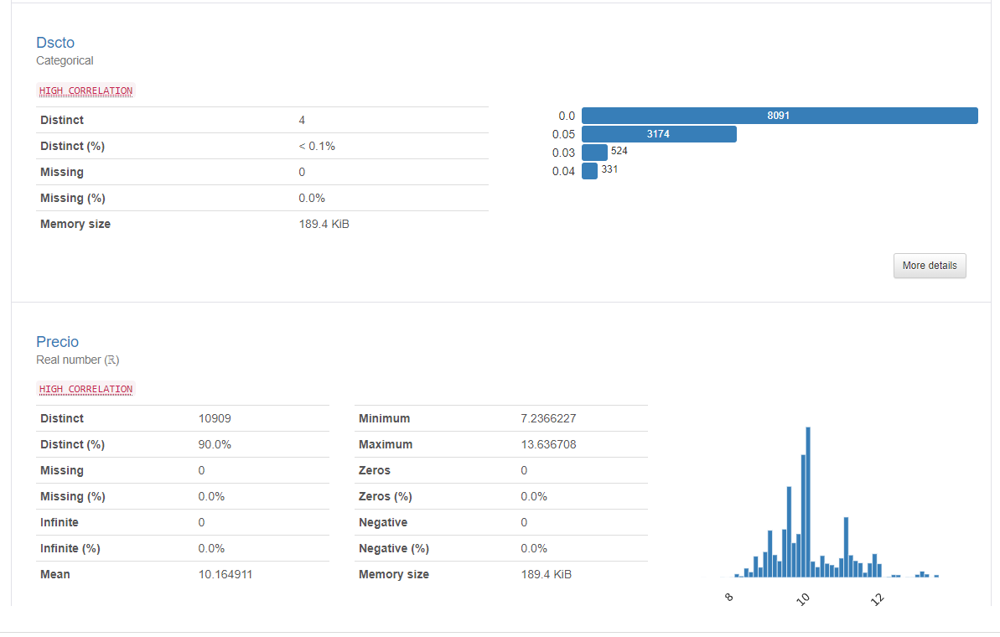 Dscto
Categorical
HIGH CORRELATION
Distinct 4
Distinct (%) < 0.1%
Missing 0
Missing (%) 0.0%
Memory size 189.4 KiB
0.0 8091
0.05 3174
0.03 524
0.04 331
More details
Precio
Real number (ℝ)
HIGH CORRELATION
Distinct 10909
Distinct (%) 90.0%
Missing 0
Missing (%) 0.0%
Infinite 0
Infinite (%) 0.0%
Mean 10.164911
Minimum 7.2366227
Maximum 13.636708
Zeros 0
Zeros (%) 0.0%
Negative 0
Negative (%) 0.0%
Memory size 189.4 KiB
8 10 12